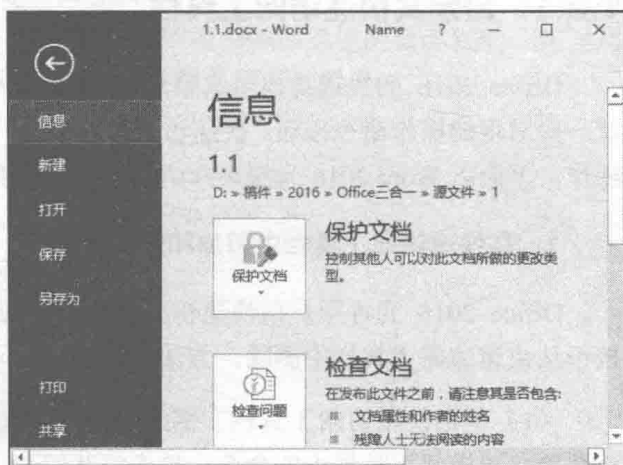 1.1.docx - Word Name ?
信息
新建
打开
保存
另存为
打印
共享
信息
1.1
D: » 稿件 » 2016 » Office三合一 » 源文件 » 1
保护文档
保护文档
控制其他人可以对此文档所做的更改类
型。
检查问题
检查文档
在发布此文件之前，请注意其是否包含:
文档属性和作者的姓名
残障人士无法阅读的内容